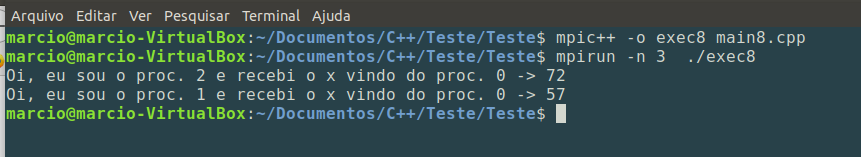 Arquivo Editar Ver Pesquisar Terminal Ajuda
marcio@marcio-VirtualBox:~/Documentos/C++/Teste/Teste$ mpic++ -o exec8 main8.cpp
marcio@marcio-VirtualBox:~/Documentos/C++/Teste/Teste$ mpirun -n 3  ./exec8
Oi, eu sou o proc. 2 e recebi o x vindo do proc. 0 -> 72
Oi, eu sou o proc. 1 e recebi o x vindo do proc. 0 -> 57
marcio@marcio-VirtualBox:~/Documentos/C++/Teste/Teste$